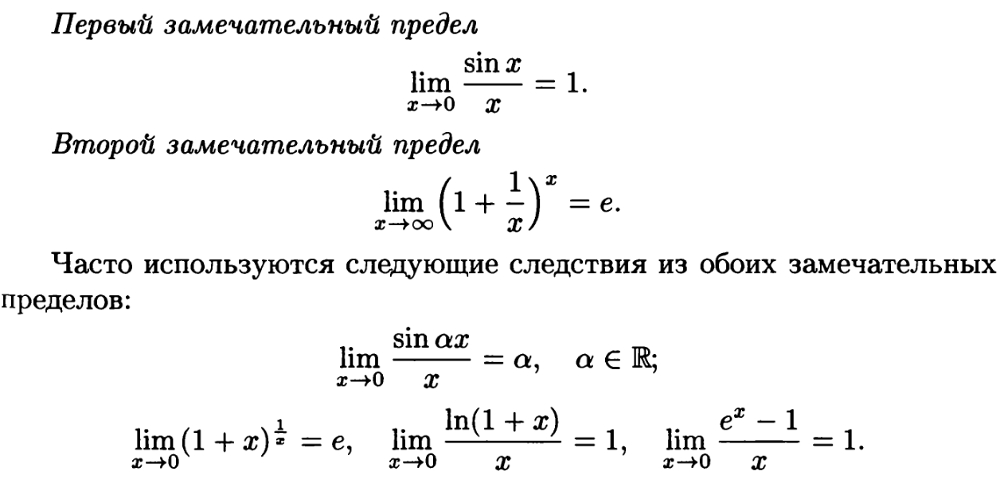 Первый замечательный предел
$$\lim_{x \to 0} \frac{\sin x}{x} = 1.$$
Второй замечательный предел
$$\lim_{x \to \infty} \left(1 + \frac{1}{x}\right)^x = e.$$
Часто используются следующие следствия из обоих замечательных
пределов:
$$\lim_{x \to 0} \frac{\sin \alpha x}{x} = \alpha, \quad \alpha \in \mathbb{R};$$
$$\lim_{x \to 0} (1 + x)^{\frac{1}{x}} = e, \quad \lim_{x \to 0} \frac{\ln(1 + x)}{x} = 1, \quad \lim_{x \to 0} \frac{e^x - 1}{x} = 1.$$